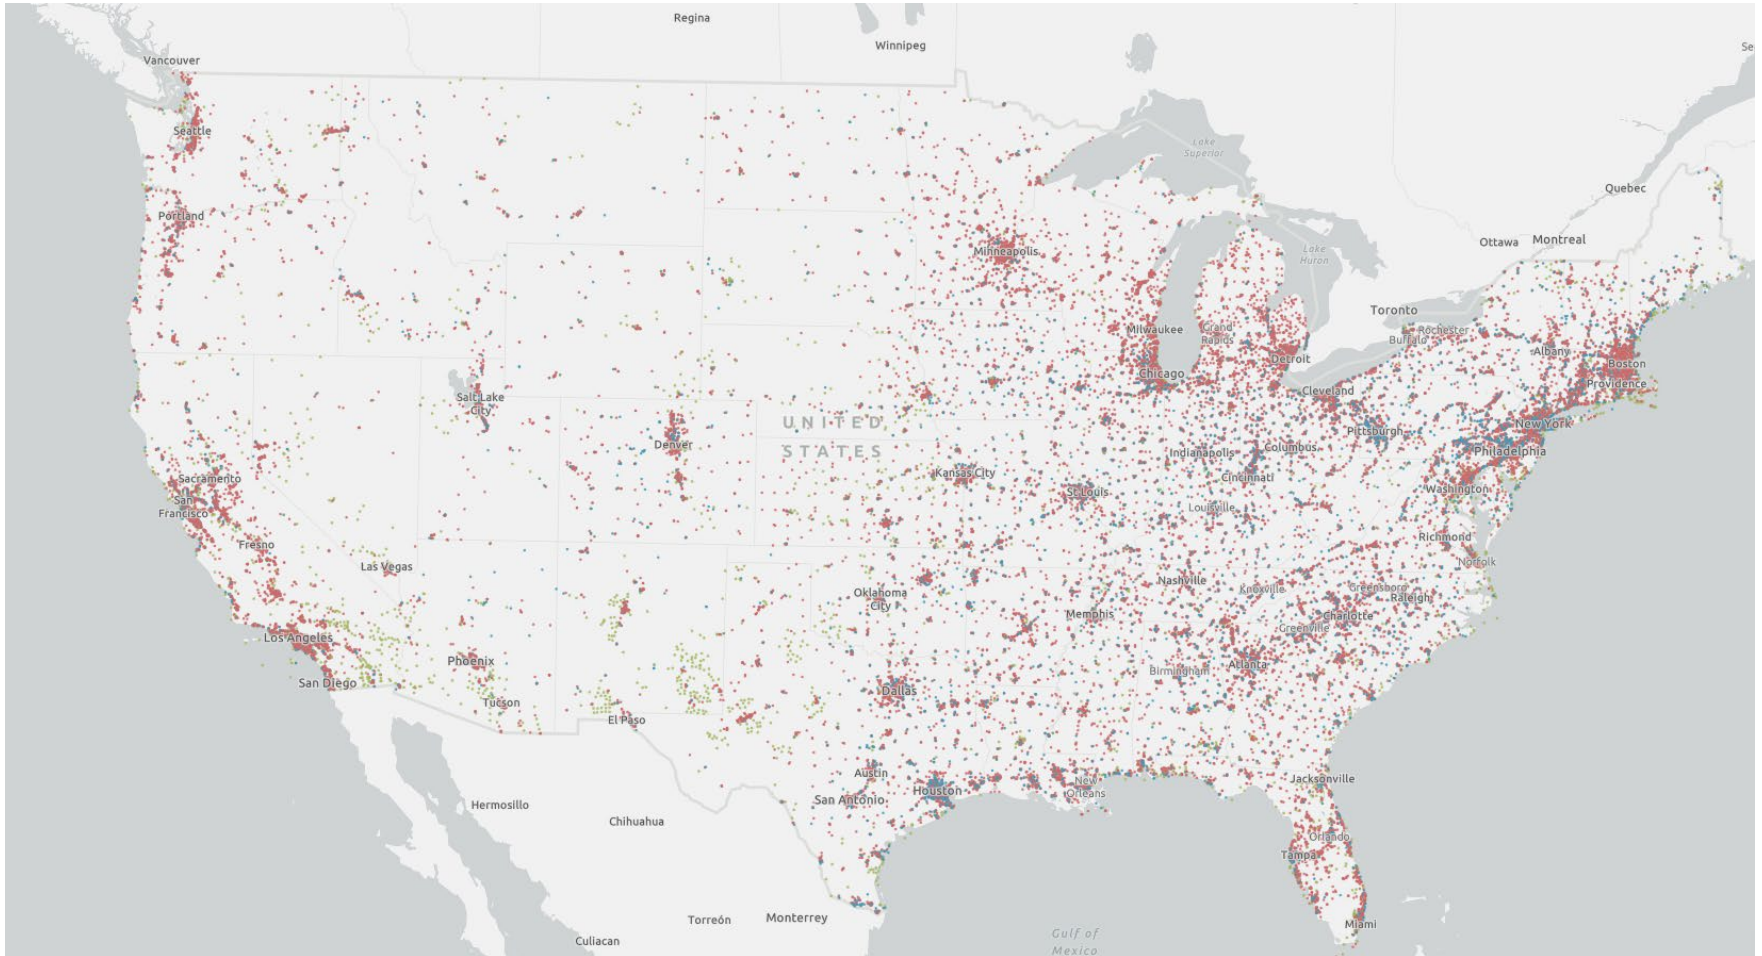 Regina
Winnipeg
Vancouver
Se
Seattle
Lake
Superior
Quebec
Portland
Ottawa
Montreal
Minneapolis
Lake
Huron
Toronto
Milwaukee
Grand
Rapids
Rochester
Buffalo
Detroit
Albany
Boston
Chicago
Providence
Salt Lake
City
Cleveland
UNITED
STATES
New York
Denver
Pittsburgh
Columbus
Indianapolis
Philadelphia
Kansas City
Cincinnati
Sacramento
San
Francisco
St Louis
Washington
Louisville
Richmond
Fresno
Las Vegas
Norfolk
Nashville
Knoxville
Greensboro
Raleigh
Oklahoma
City
Memphis
Charlotte
Greenville
Los Angeles
Phoenix
Atlanta
Birmingham
San Diego
Dallas
Tucson
El Paso
Austin
Jacksonville
New
Orleans
Houston
San Antonio
Hermosillo
Chihuahua
Orlando
Tampa
Torreón
Monterrey
Miami
Culiacan
Gulf of
Mexico